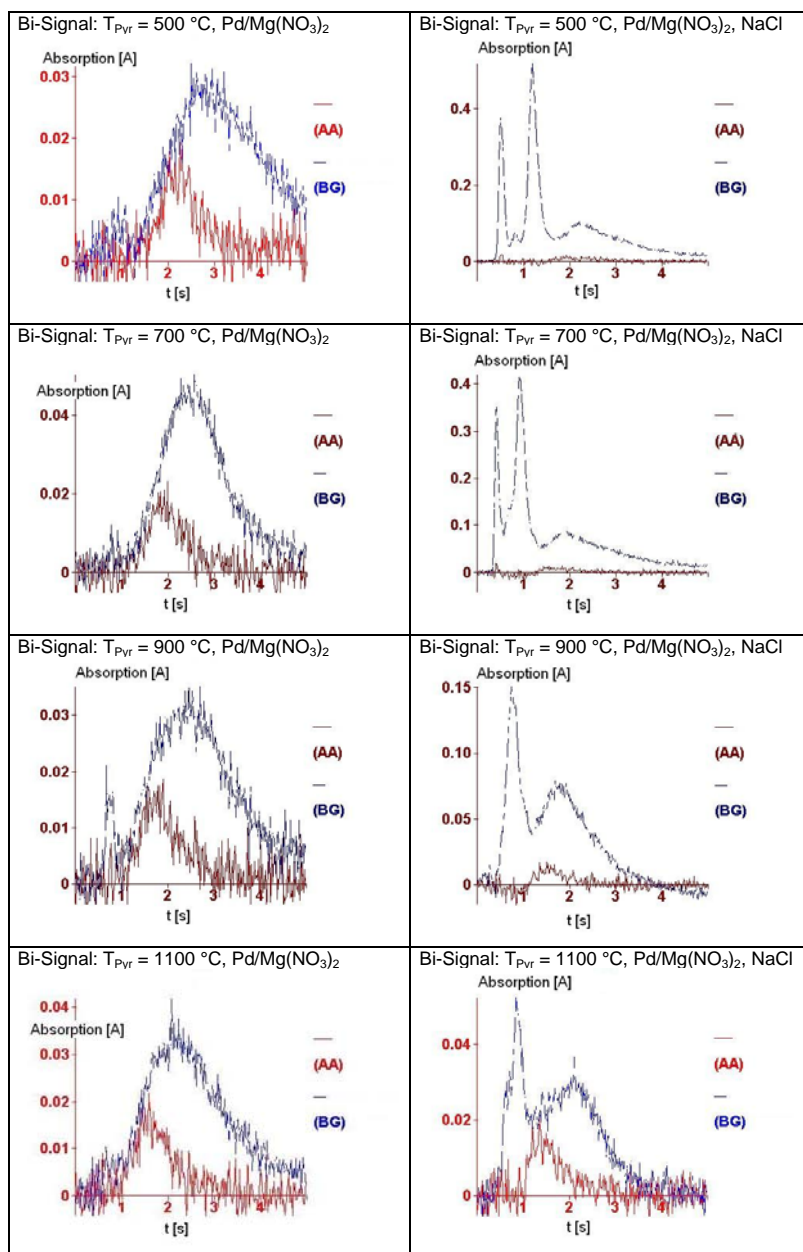 Bi-Signal: TPyr = 500 °C, Pd/Mg(NO3)2
Absorption [A]
0.03
0.02
0.01
0
1 2 3 4
t [s]
(AA)
(BG)
Bi-Signal: TPyr = 500 °C, Pd/Mg(NO3)2, NaCl
Absorption [A]
0.4
0.2
0
1 2 3 4
t [s]
(AA)
(BG)
Bi-Signal: TPyr = 700 °C, Pd/Mg(NO3)2
Absorption [A]
0.04
0.02
0
1 2 3 4
t [s]
(AA)
(BG)
Bi-Signal: TPyr = 700 °C, Pd/Mg(NO3)2, NaCl
Absorption [A]
0.4
0.3
0.2
0.1
0
1 2 3 4
t [s]
(AA)
(BG)
Bi-Signal: TPyr = 900 °C, Pd/Mg(NO3)2
Absorption [A]
0.03
0.02
0.01
0
1 2 3 4
t [s]
(AA)
(BG)
Bi-Signal: TPyr = 900 °C, Pd/Mg(NO3)2, NaCl
Absorption [A]
0.15
0.10
0.05
0
1 2 3 4
t [s]
(AA)
(BG)
Bi-Signal: TPyr = 1100 °C, Pd/Mg(NO3)2
0.04
Absorption [A]
0.03
0.02
0.01
0
1 2 3 4
t [s]
(AA)
(BG)
Bi-Signal: TPyr = 1100 °C, Pd/Mg(NO3)2, NaCl
Absorption [A]
0.04
0.02
0
1 2 3 4
t [s]
(AA)
(BG)